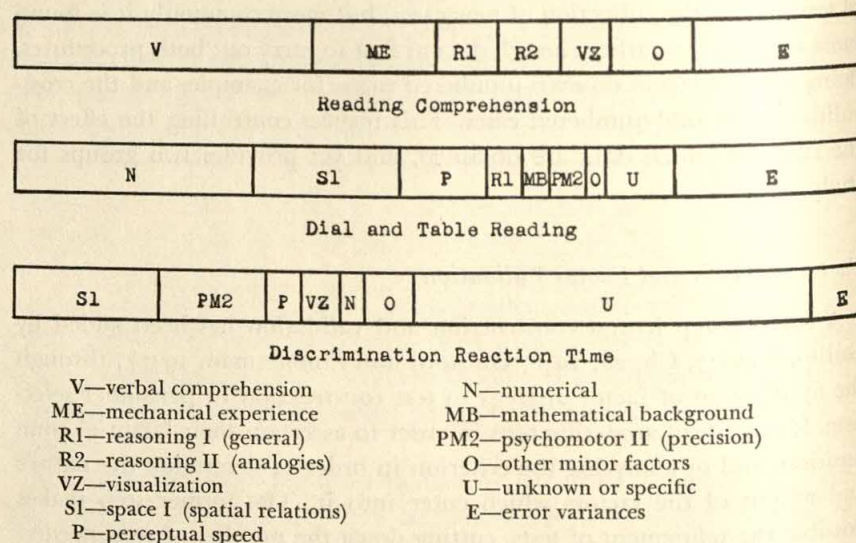 V ME R1 R2 VZ O E
Reading Comprehension
N S1 P R1 MB PM2 O U E
Dial and Table Reading
S1 PM2 P VZ N O U E
Discrimination Reaction Time
V—verbal comprehension N—numerical
ME—mechanical experience MB—mathematical background
R1—reasoning I (general) PM2—psychomotor II (precision)
R2—reasoning II (analogies) O—other minor factors
VZ—visualization U—unknown or specific
S1—space I (spatial relations) E—error variances
P—perceptual speed